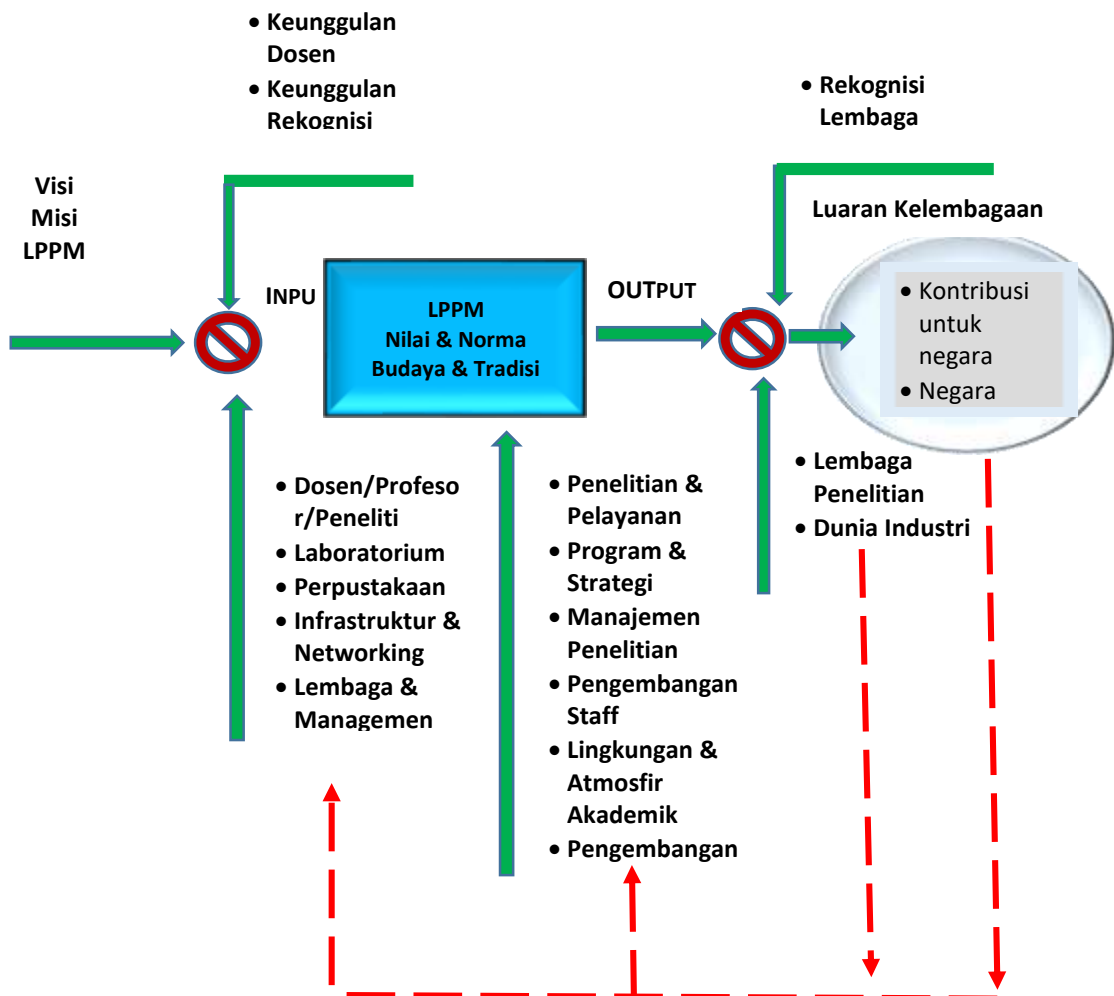 • Keunggulan
Dosen
• Keunggulan
Rekognisi
• Rekognisi
Lembaga
Visi
Misi
LPPM
Luaran Kelembagaan
INPU
LPPM
Nilai & Norma
Budaya & Tradisi
OUTPUT
• Kontribusi
untuk
negara
• Negara
• Dosen/Profeso
r/Peneliti
• Laboratorium
• Perpustakaan
• Infrastruktur &
Networking
• Lembaga &
Managemen
• Penelitian &
Pelayanan
• Program &
Strategi
• Manajemen
Penelitian
• Pengembangan
Staff
• Lingkungan &
Atmosfir
Akademik
• Pengembangan
• Lembaga
Penelitian
• Dunia Industri